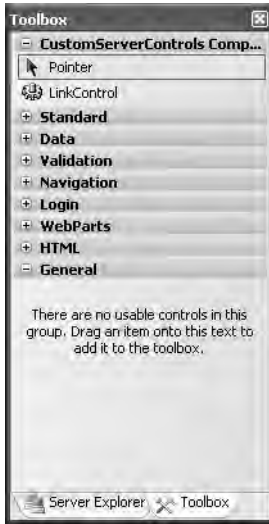 Toolbox
CustomServerControls Comp...
Pointer
LinkControl
Standard
Data
Validation
Navigation
Login
WebParts
HTML
General
There are no usable controls in this
group. Drag an item onto this text to
add it to the toolbox.
Server Explorer Toolbox